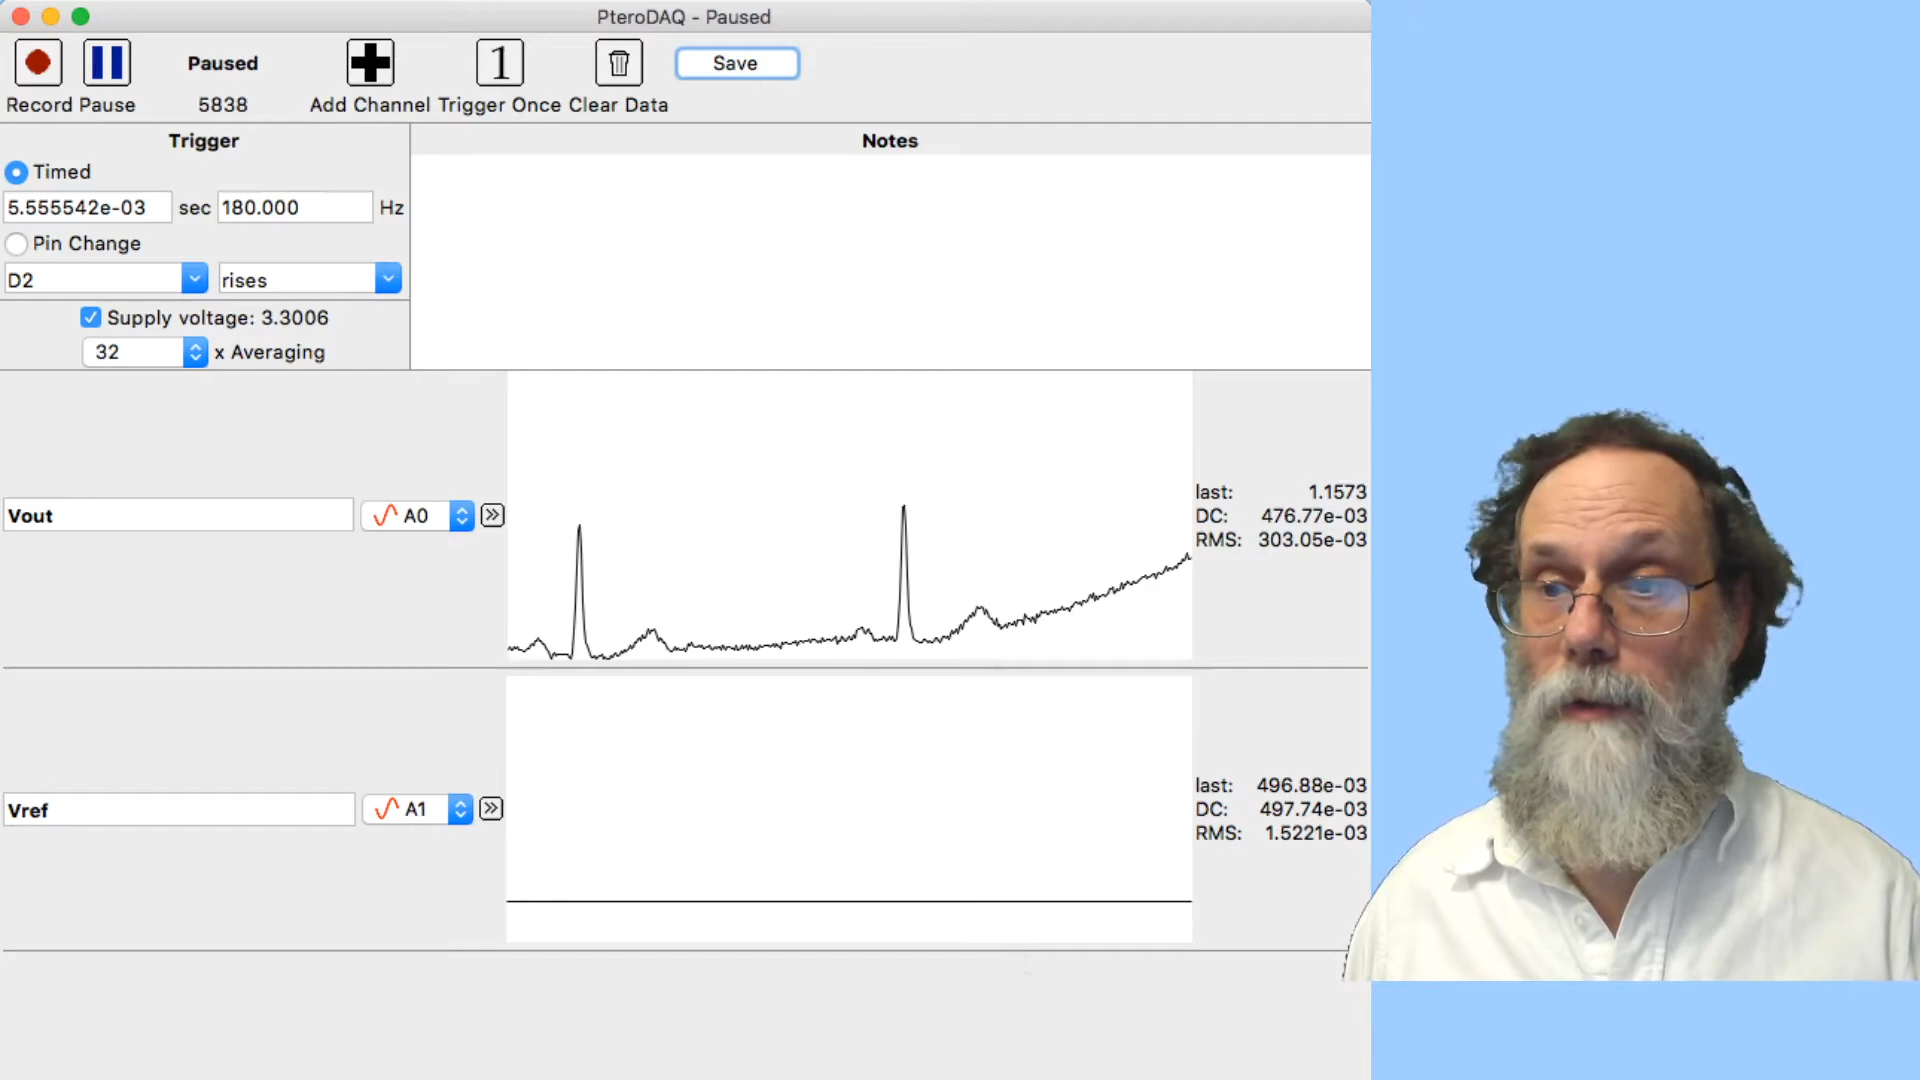 PteroDAQ - Paused
Paused
1
Save
Record Pause
5838
Add Channel Trigger Once Clear Data
Trigger
Notes
Timed
5.555542e-03 sec 180.000 Hz
Pin Change
D2 rises
Supply voltage: 3.3006
32 x Averaging
Vout A0
last: 1.1573
DC: 476.77e-03
RMS: 303.05e-03
Vref A1
last: 496.88e-03
DC: 497.74e-03
RMS: 1.5221e-03